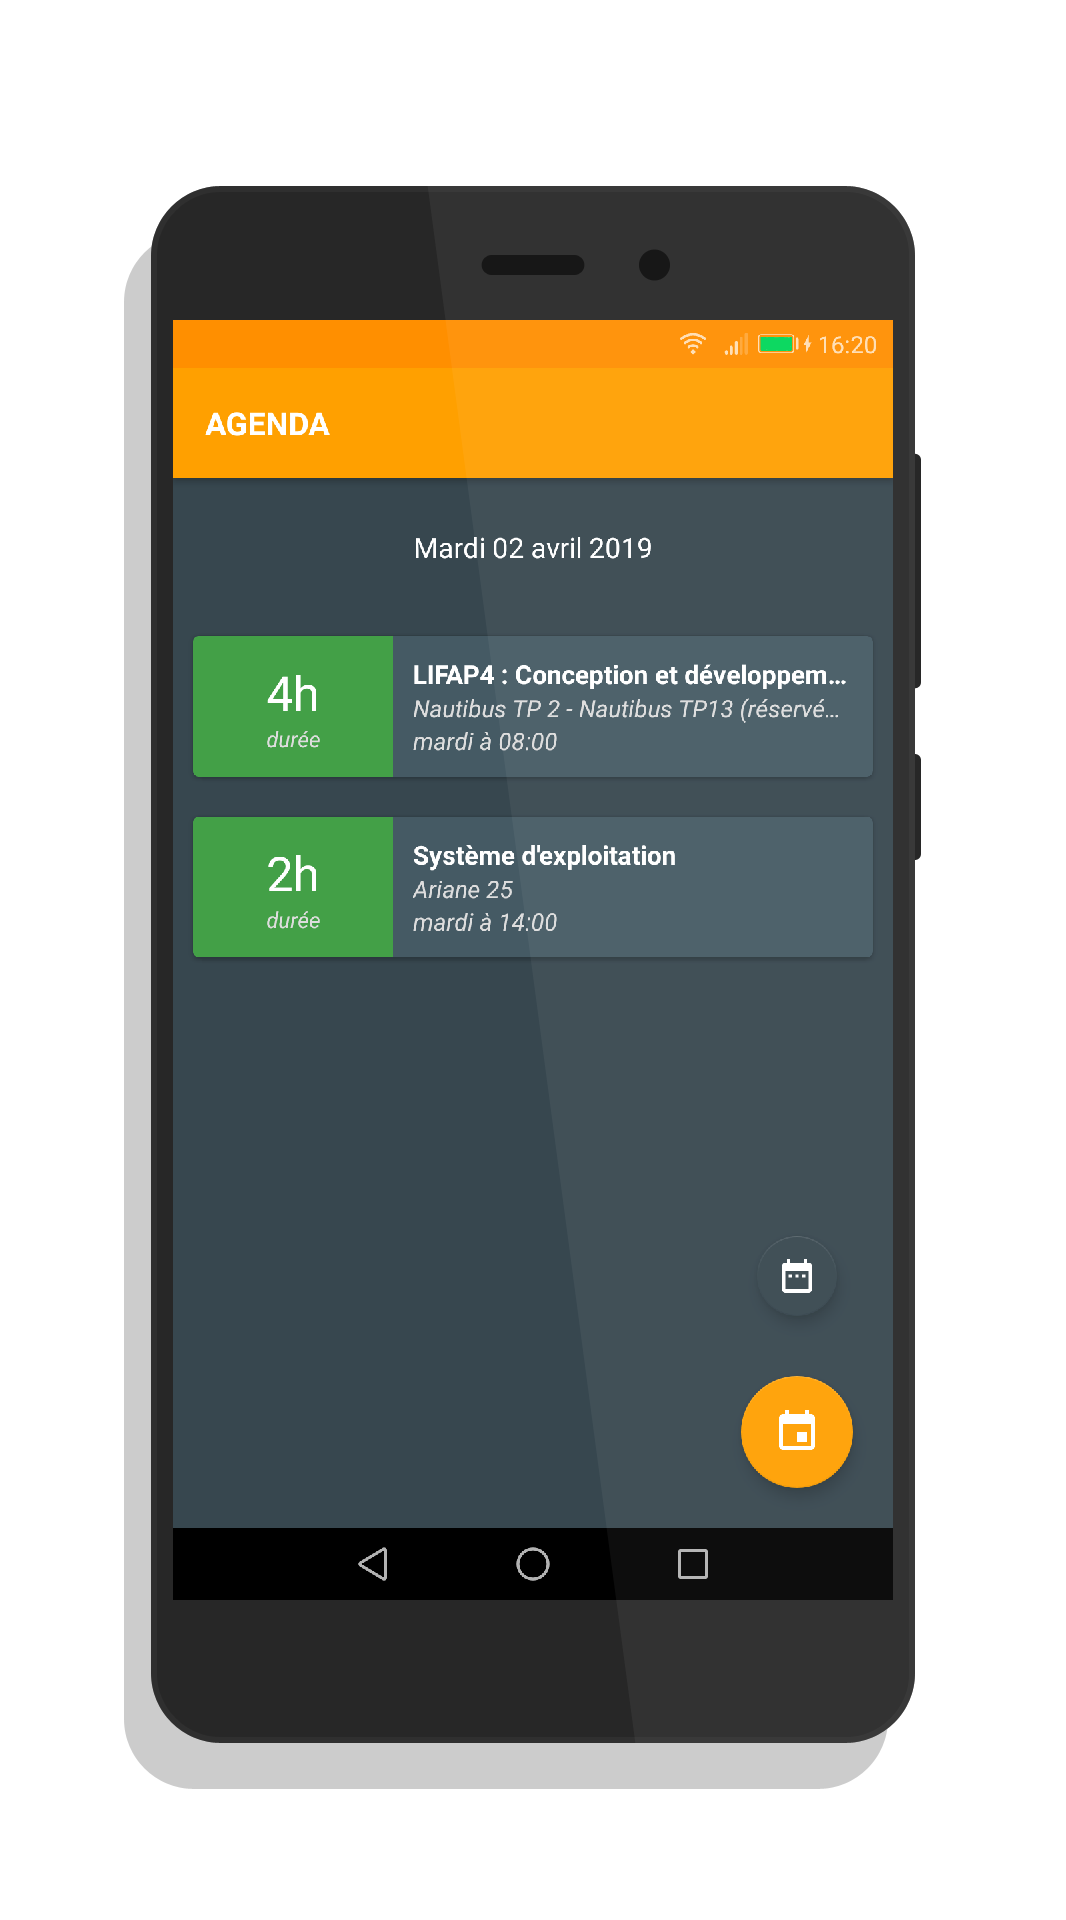 16:20
AGENDA
Mardi 02 avril 2019
4h
durée
LIFAP4 : Conception et développem...
Nautibus TP 2 - Nautibus TP13 (réservé...
mardi à 08:00
2h
durée
Système d'exploitation
Ariane 25
mardi à 14:00